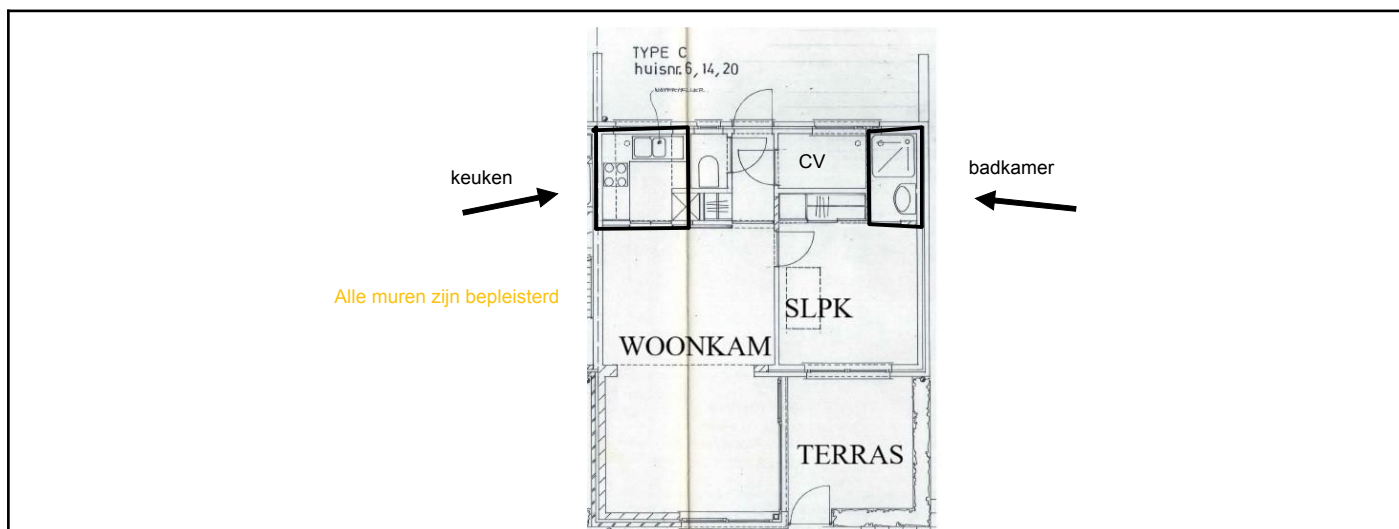 TYPE C
huisnr. 6, 14, 20
keuken
CV
badkamer
Alle muren zijn bepleisterd
SLPK
WOONKAM
TERRAS